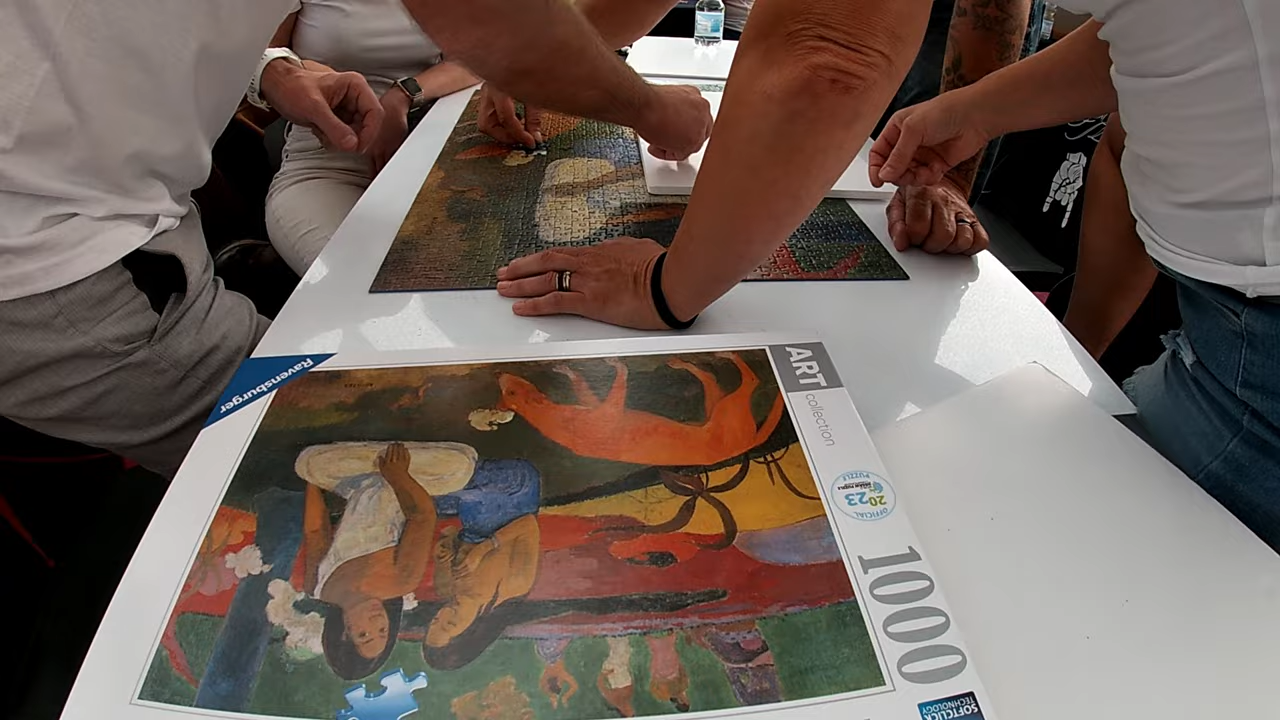 Ravensburger
ART
collection
OFFICIAL
2023
PUZZLE
1000
SOFTCLICK
TECHNOLOGY